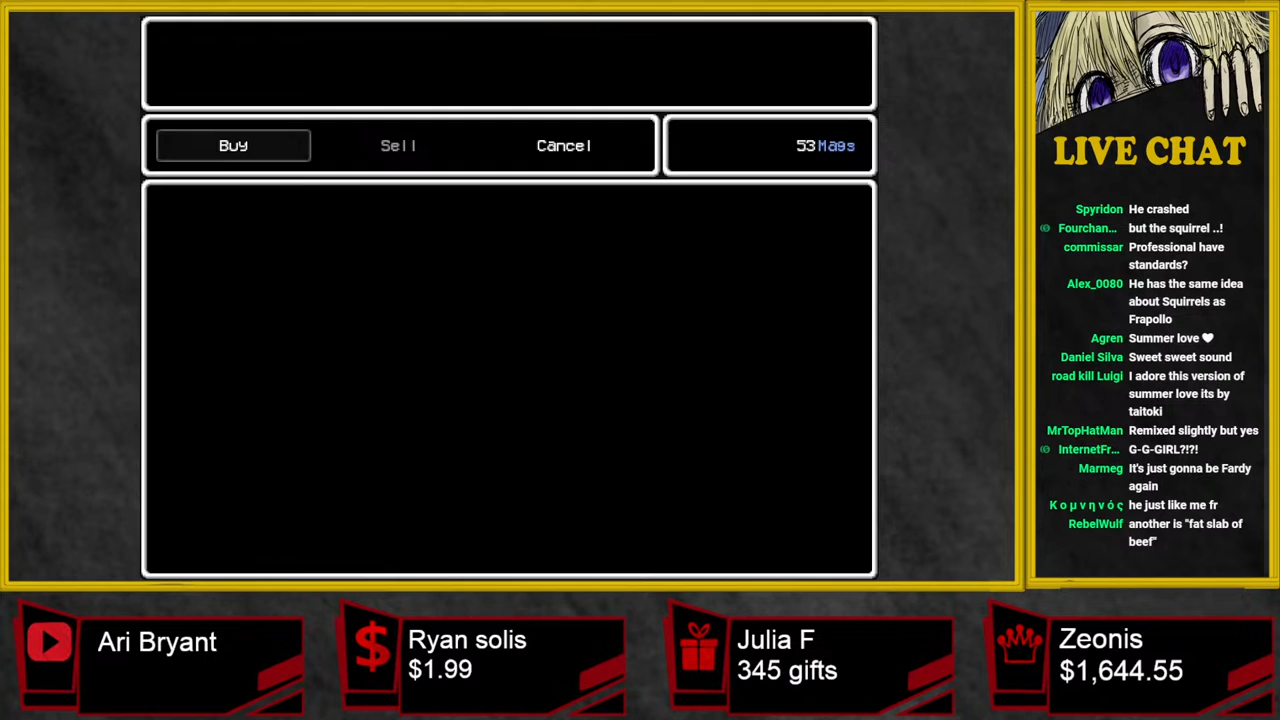 Buy Sell Cancel 53 Mags
LIVE CHAT
Spyridon He crashed
Fourchan... but the squirrel ..!
commissar Professional have
standards?
Alex_0080 He has the same idea
about Squirrels as
Frapollo
Agren Summer love ♥
Daniel Silva Sweet sweet sound
road kill Luigi I adore this version of
summer love its by
taitoki
MrTopHatMan Remixed slightly but yes
InternetFr... G-G-GIRL?!?!
Marmeg It's just gonna be Fardy
again
Κ ο μ ν η ν ό ς he just like me fr
RebelWulf another is "fat slab of
beef"
Ari Bryant
Ryan solis
$1.99
Julia F
345 gifts
Zeonis
$1,644.55